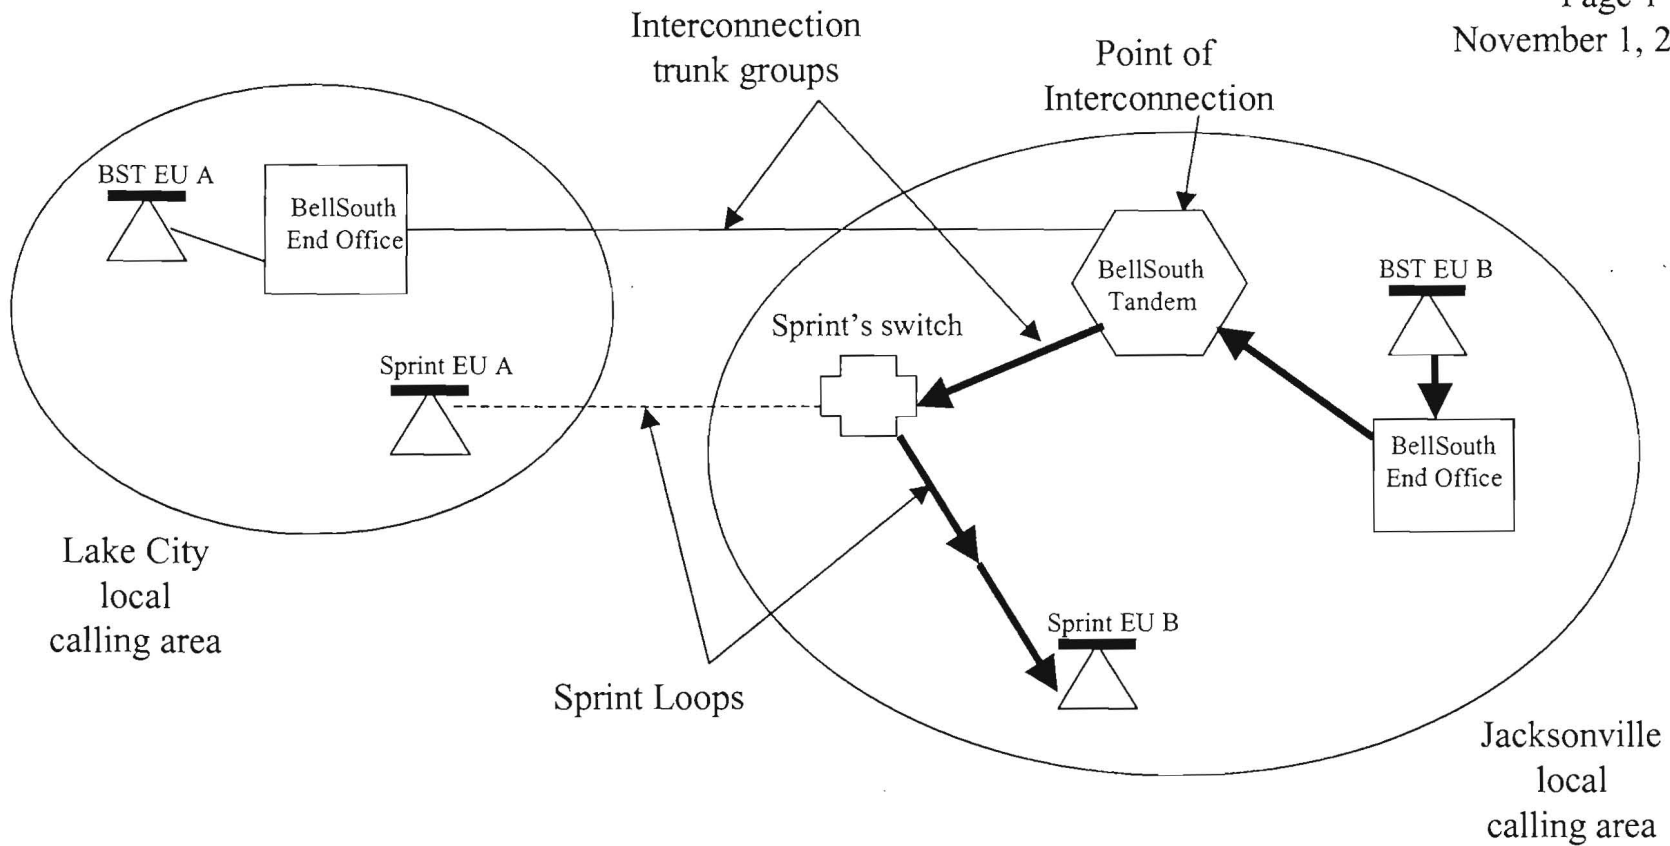 Page 1
November 1, 2
Interconnection
trunk groups
Point of
Interconnection
BST EU A
BellSouth
End Office
BellSouth
Tandem
BST EU B
Sprint's switch
Sprint EU A
BellSouth
End Office
Lake City
local
calling area
Sprint EU B
Sprint Loops
Jacksonville
local
calling area